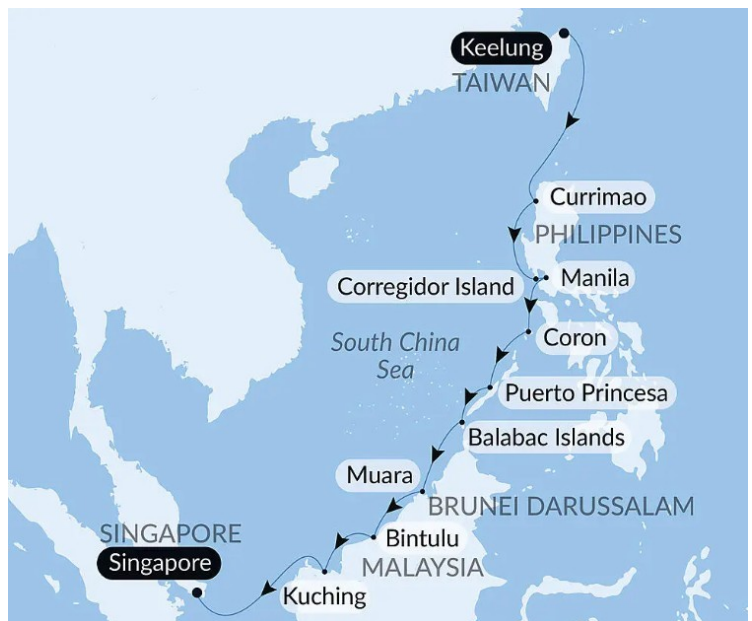 Keelung
TAIWAN
Currimao
PHILIPPINES
Manila
Corregidor Island
Coron
South China
Sea
Puerto Princesa
Balabac Islands
Muara
BRUNEI DARUSSALAM
SINGAPORE
Bintulu
Singapore
MALAYSIA
Kuching